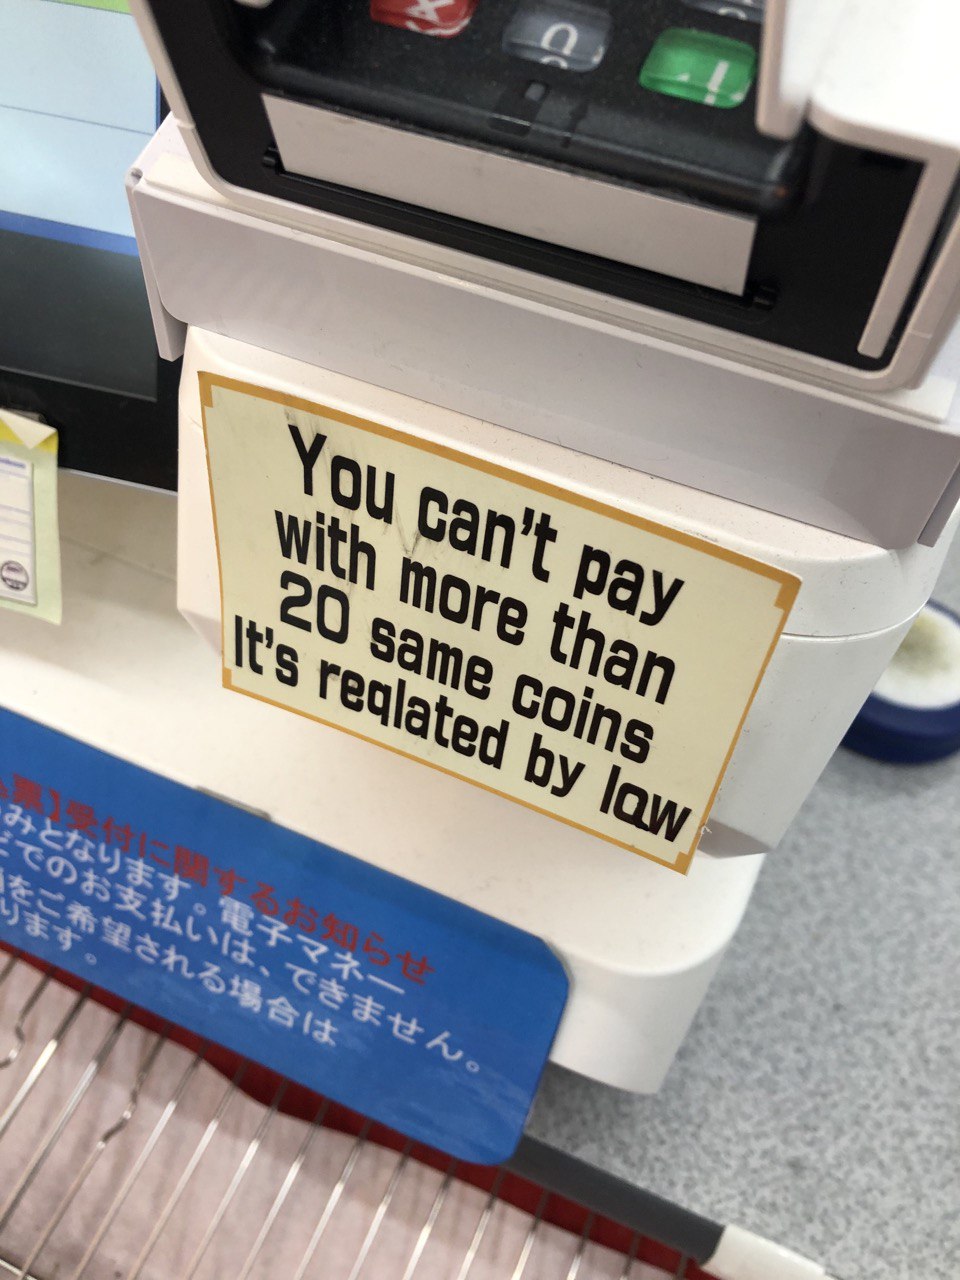 0
You can't pay
with more than
20 same coins
It's reqlated by law
受付に関するお知らせ
みとなります。電子マネー
でのお支払いは、できません。
をご希望される場合は
ります。